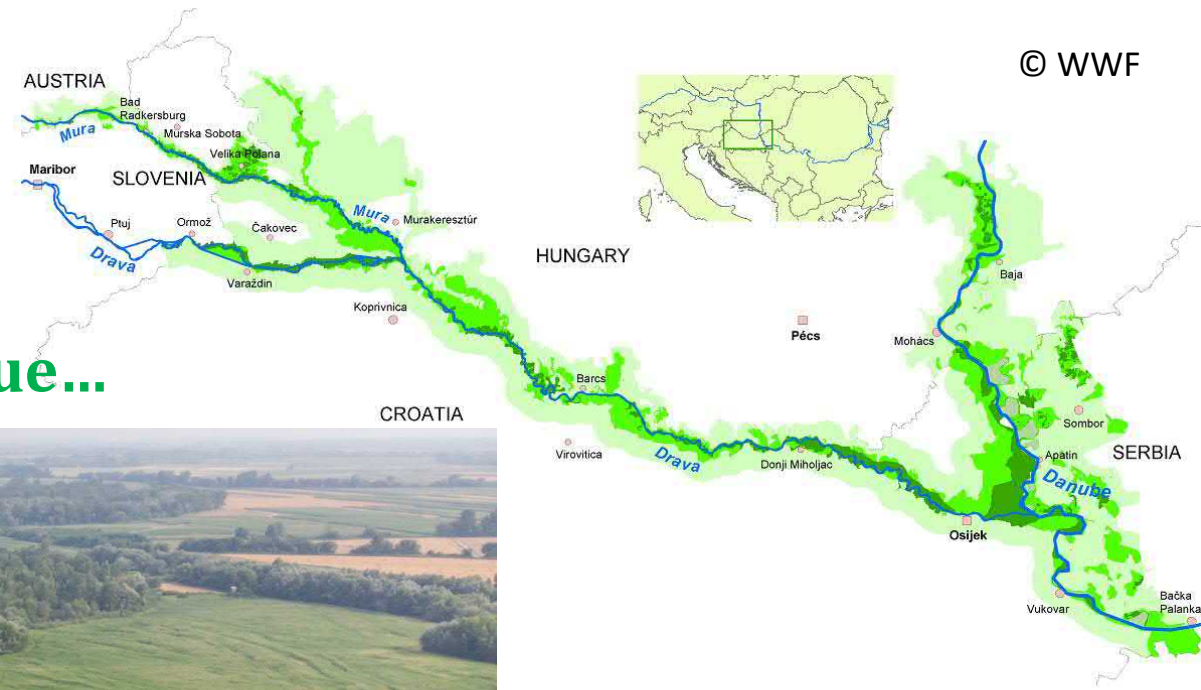 © WWF
AUSTRIA
Bad
Radkersburg
Mura
Murska Sobota
Velika Polana
Maribor
SLOVENIA
Ptuj
Ormož
Čakovec
Mura
Murakeresztúr
Drava
Varaždin
HUNGARY
Baja
Koprivnica
Pécs
Mohács
ue...
Barcs
CROATIA
Sombor
Virovitica
Drava
Donji Miholjac
Apatin
SERBIA
Danube
Osijek
Vukovar
Bačka
Palanka